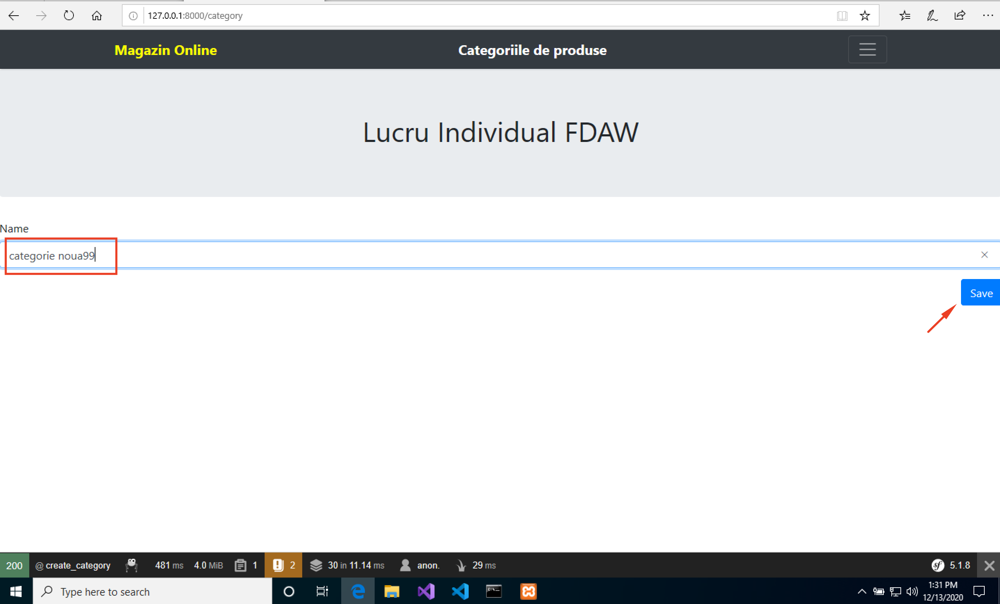 127.0.0.1:8000/category
Magazin Online
Categoriile de produse
Lucru Individual FDAW
Name
categorie noua99
Save
200 @ create_category 481 ms 4.0 MiB 1 2 30 in 11.14 ms anon. 29 ms sf 5.1.8
Type here to search
1:31 PM
12/13/2020